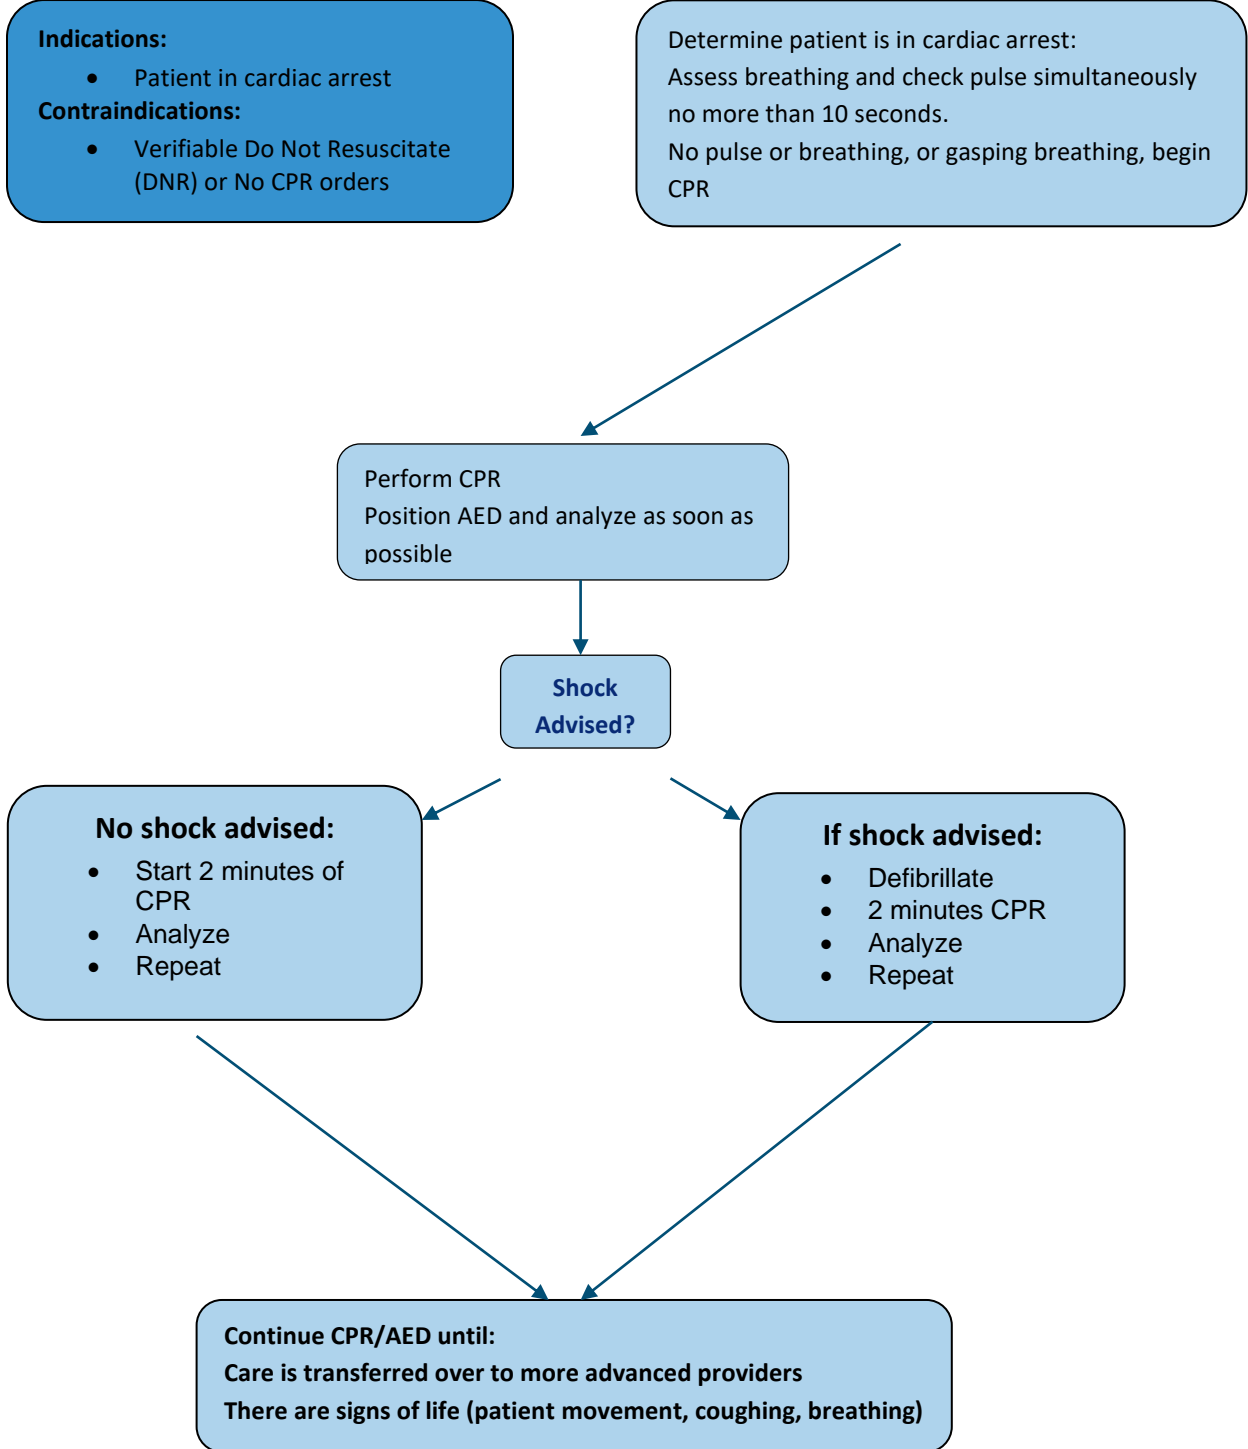 Indications:
• Patient in cardiac arrest
Contraindications:
• Verifiable Do Not Resuscitate
(DNR) or No CPR orders
Determine patient is in cardiac arrest:
Assess breathing and check pulse simultaneously
no more than 10 seconds.
No pulse or breathing, or gasping breathing, begin
CPR
Perform CPR
Position AED and analyze as soon as
possible
Shock
Advised?
No shock advised:
• Start 2 minutes of
CPR
• Analyze
• Repeat
If shock advised:
• Defibrillate
• 2 minutes CPR
• Analyze
• Repeat
Continue CPR/AED until:
Care is transferred over to more advanced providers
There are signs of life (patient movement, coughing, breathing)